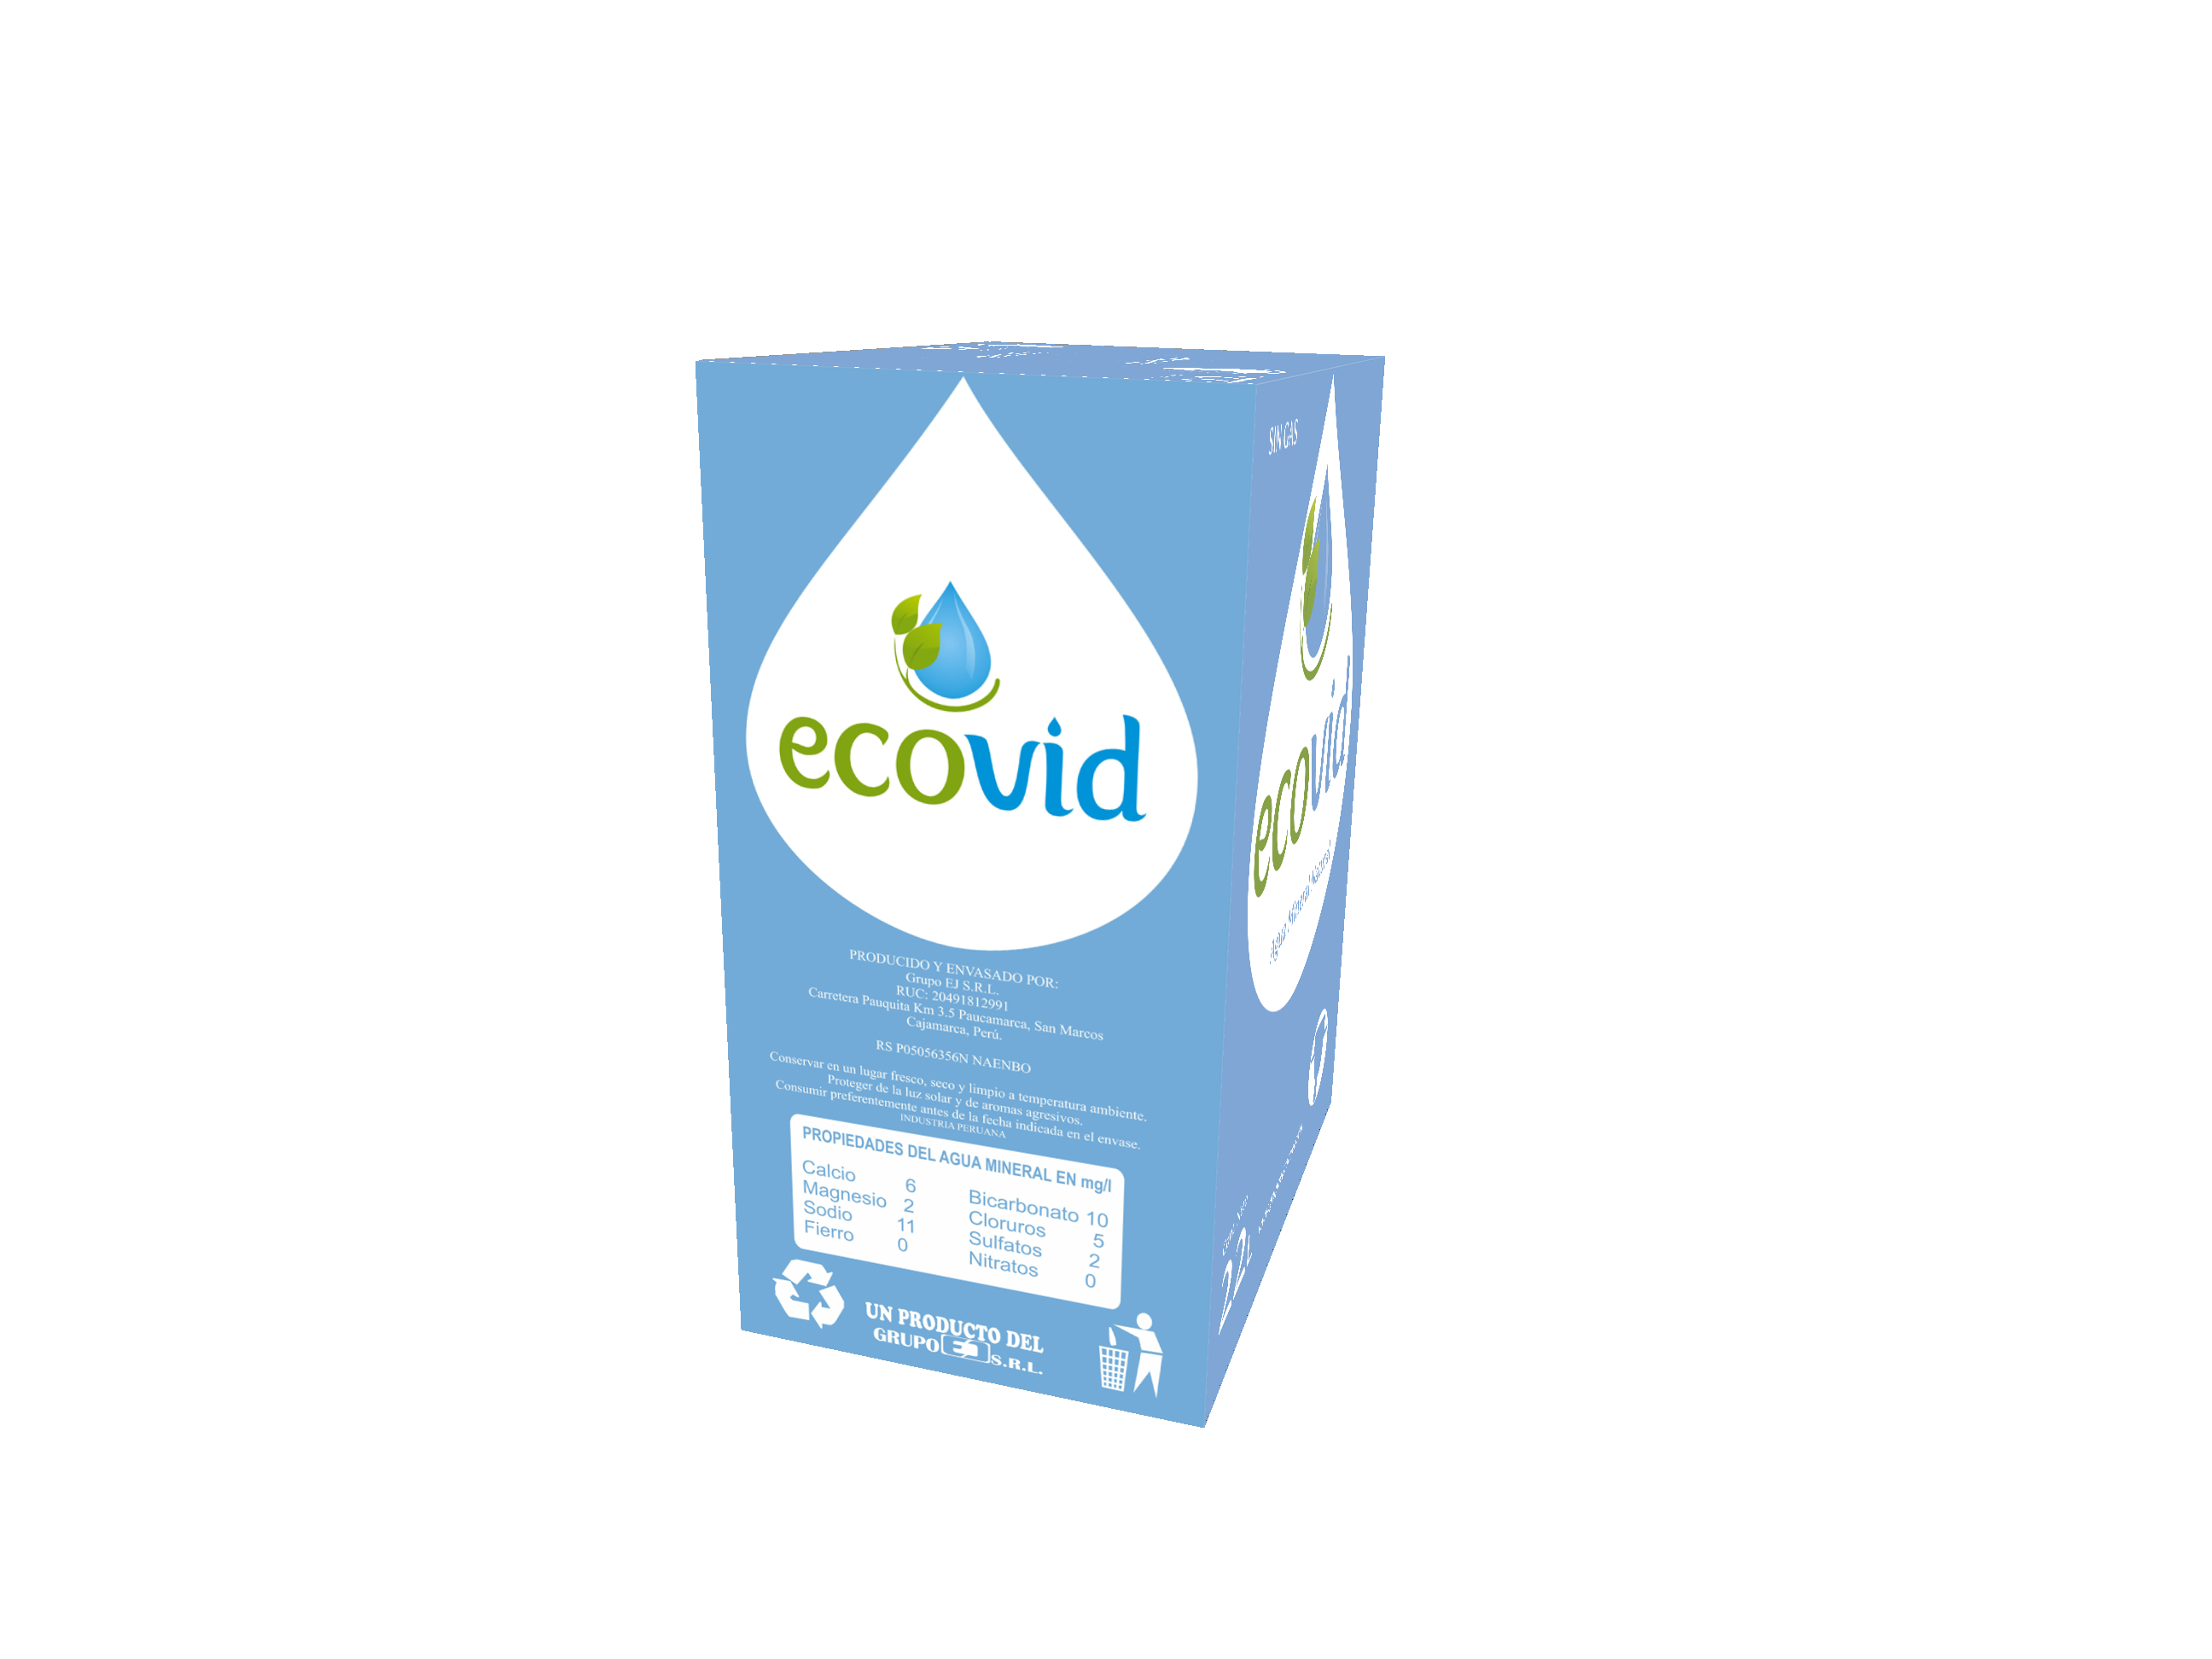 ecovid
PRODUCIDO Y ENVASADO POR:
Grupo EJ S.R.L.
RUC: 20491812991
Carretera Pauquita Km 3.5 Paucamarca, San Marcos
Cajamarca, Perú.
RS P05056356N NAENBO
Conservar en un lugar fresco, seco y limpio a temperatura ambiente.
Proteger de la luz solar y de aromas agresivos.
Consumir preferentemente antes de la fecha indicada en el envase.
INDUSTRIA PERUANA
PROPIEDADES DEL AGUA MINERAL EN mg/l
Calcio 6 Bicarbonato 10
Magnesio 2 Cloruros 5
Sodio 11 Sulfatos 2
Fierro 0 Nitratos 0
UN PRODUCTO DEL
GRUPO EJ S.R.L.
SIN GAS
ecovid